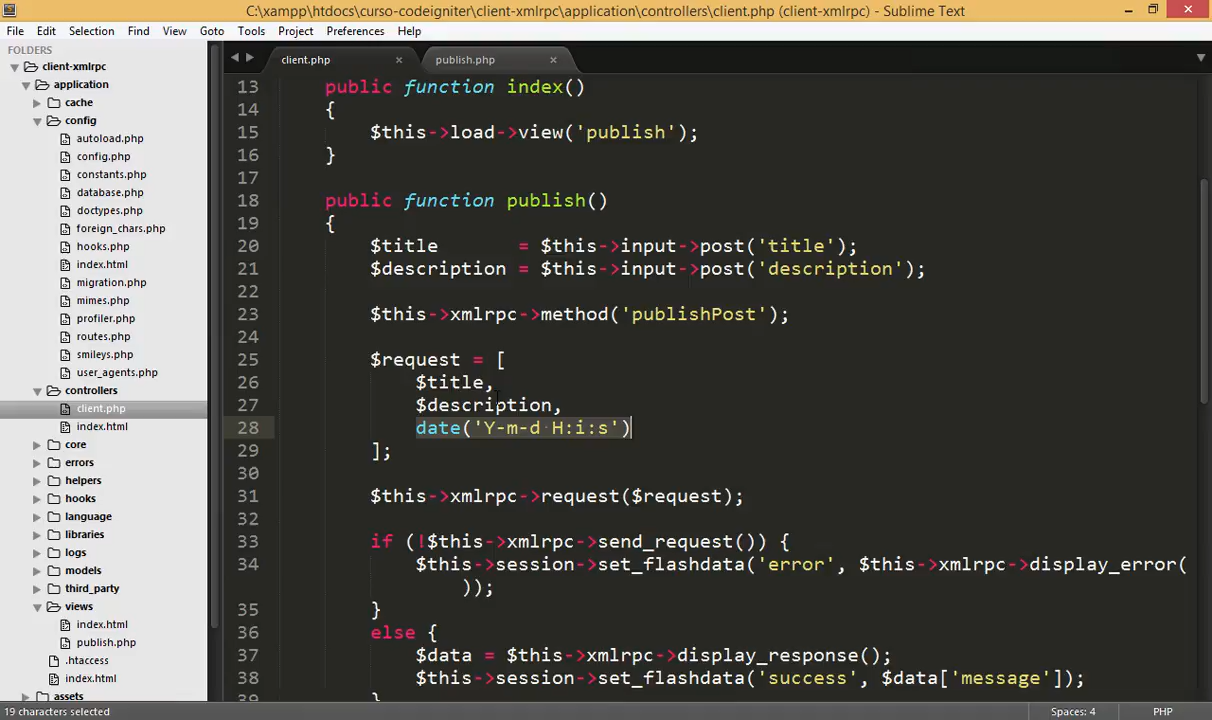 C:\xampp\htdocs\curso-codeigniter\client-xmlrpc\application\controllers\client.php (client-xmlrpc) - Sublime Text
File Edit Selection Find View Goto Tools Project Preferences Help
FOLDERS
client-xmlrpc
application
cache
config
autoload.php
config.php
constants.php
database.php
doctypes.php
foreign_chars.php
hooks.php
index.html
migration.php
mimes.php
profiler.php
routes.php
smileys.php
user_agents.php
controllers
client.php
index.html
core
errors
helpers
hooks
language
libraries
logs
models
third_party
views
index.html
publish.php
.htaccess
index.html
assets
client.php × publish.php ×
13 public function index()
14 {
15 $this->load->view('publish');
16 }
17
18 public function publish()
19 {
20 $title = $this->input->post('title');
21 $description = $this->input->post('description');
22
23 $this->xmlrpc->method('publishPost');
24
25 $request = [
26 $title,
27 $description,
28 date('Y-m-d H:i:s')
29 ];
30
31 $this->xmlrpc->request($request);
32
33 if (!$this->xmlrpc->send_request()) {
34 $this->session->set_flashdata('error', $this->xmlrpc->display_error(
));
35 }
36 else {
37 $data = $this->xmlrpc->display_response();
38 $this->session->set_flashdata('success', $data['message']);
39 }
19 characters selected Spaces: 4 PHP